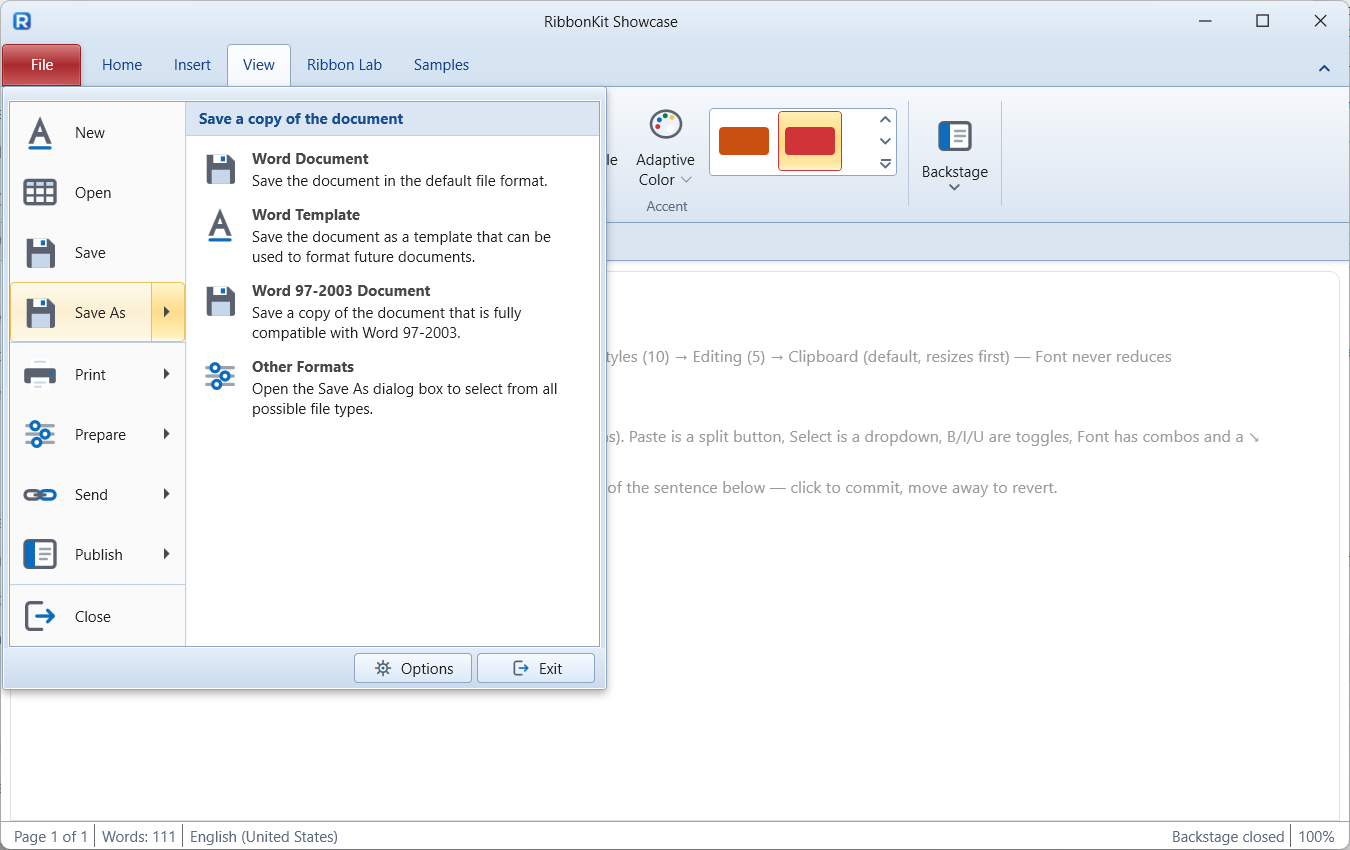 RibbonKit Showcase
File
Home
Insert
View
Ribbon Lab
Samples
New
Open
Save
Save As
Print
Prepare
Send
Publish
Close
Save a copy of the document
Word Document
Save the document in the default file format.
Word Template
Save the document as a template that can be
used to format future documents.
Word 97-2003 Document
Save a copy of the document that is fully
compatible with Word 97-2003.
Other Formats
Open the Save As dialog box to select from all
possible file types.
Options
Exit
Adaptive
Color
Accent
Backstage
(10) → Editing (5) → Clipboard (default, resizes first) — Font never reduces
Paste is a split button, Select is a dropdown, B/I/U are toggles, Font has combos and a ↘
of the sentence below — click to commit, move away to revert.
Page 1 of 1
Words: 111
English (United States)
Backstage closed
100%